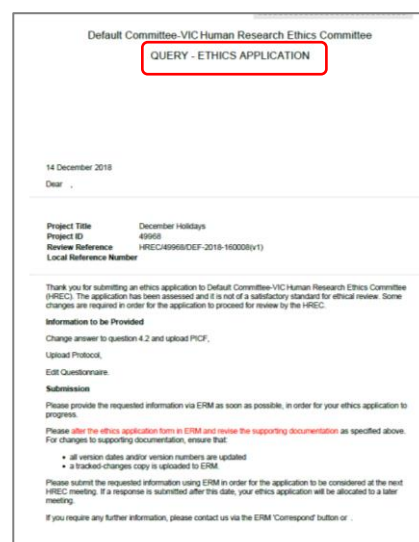 Default Committee-VIC Human Research Ethics Committee
QUERY - ETHICS APPLICATION
14 December 2018
Dear ,
Project Title December Holidays
Project ID 49968
Review Reference HREC/49968/DEF-2018-160008(v1)
Local Reference Number
Thank you for submitting an ethics application to Default Committee-VIC Human Research Ethics Committee
(HREC). The application has been assessed and it is not of a satisfactory standard for ethical review. Some
changes are required in order for the application to proceed for review by the HREC.
Information to be Provided
Change answer to question 4.2 and upload PICF,
Upload Protocol,
Edit Questionnaire.
Submission
Please provide the requested information via ERM as soon as possible, in order for your ethics application to
progress.
Please alter the ethics application form in ERM and revise the supporting documentation as specified above.
For changes to supporting documentation, ensure that:
• all version dates and/or version numbers are updated
• a tracked-changes copy is uploaded to ERM.
Please submit the requested information using ERM in order for the application to be considered at the next
HREC meeting. If a response is submitted after this date, your ethics application will be allocated to a later
meeting.
If you require any further information, please contact us via the ERM 'Correspond' button or .